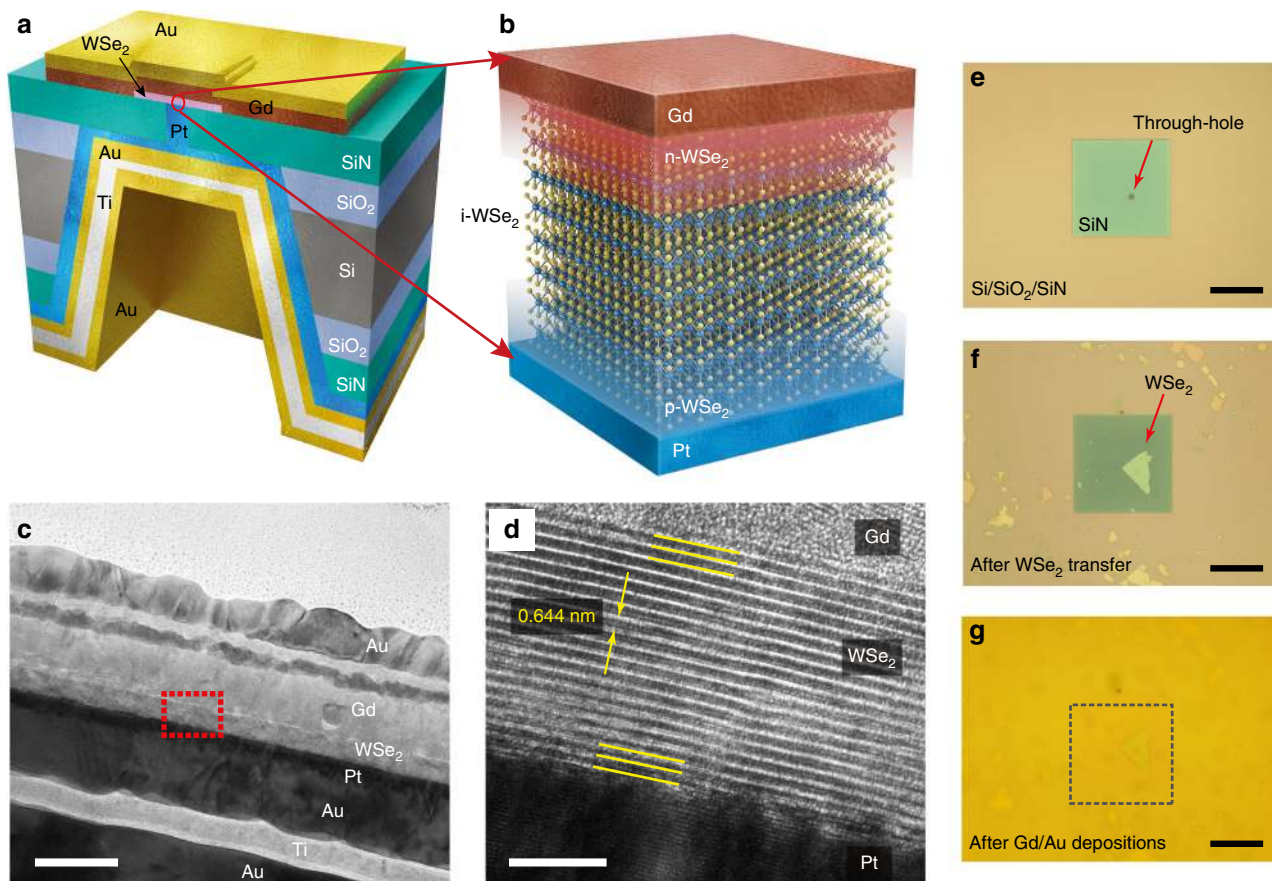 a
Au
WSe₂
Gd
Pt
Au
Ti
SiN
SiO₂
Si
Au
SiO₂
SiN
b
Gd
n-WSe₂
i-WSe₂
p-WSe₂
Pt
c
Au
Gd
WSe₂
Pt
Au
Ti
Au
d
Gd
0.644 nm
WSe₂
Pt
e
Through-hole
SiN
Si/SiO₂/SiN
f
WSe₂
After WSe₂ transfer
g
After Gd/Au depositions